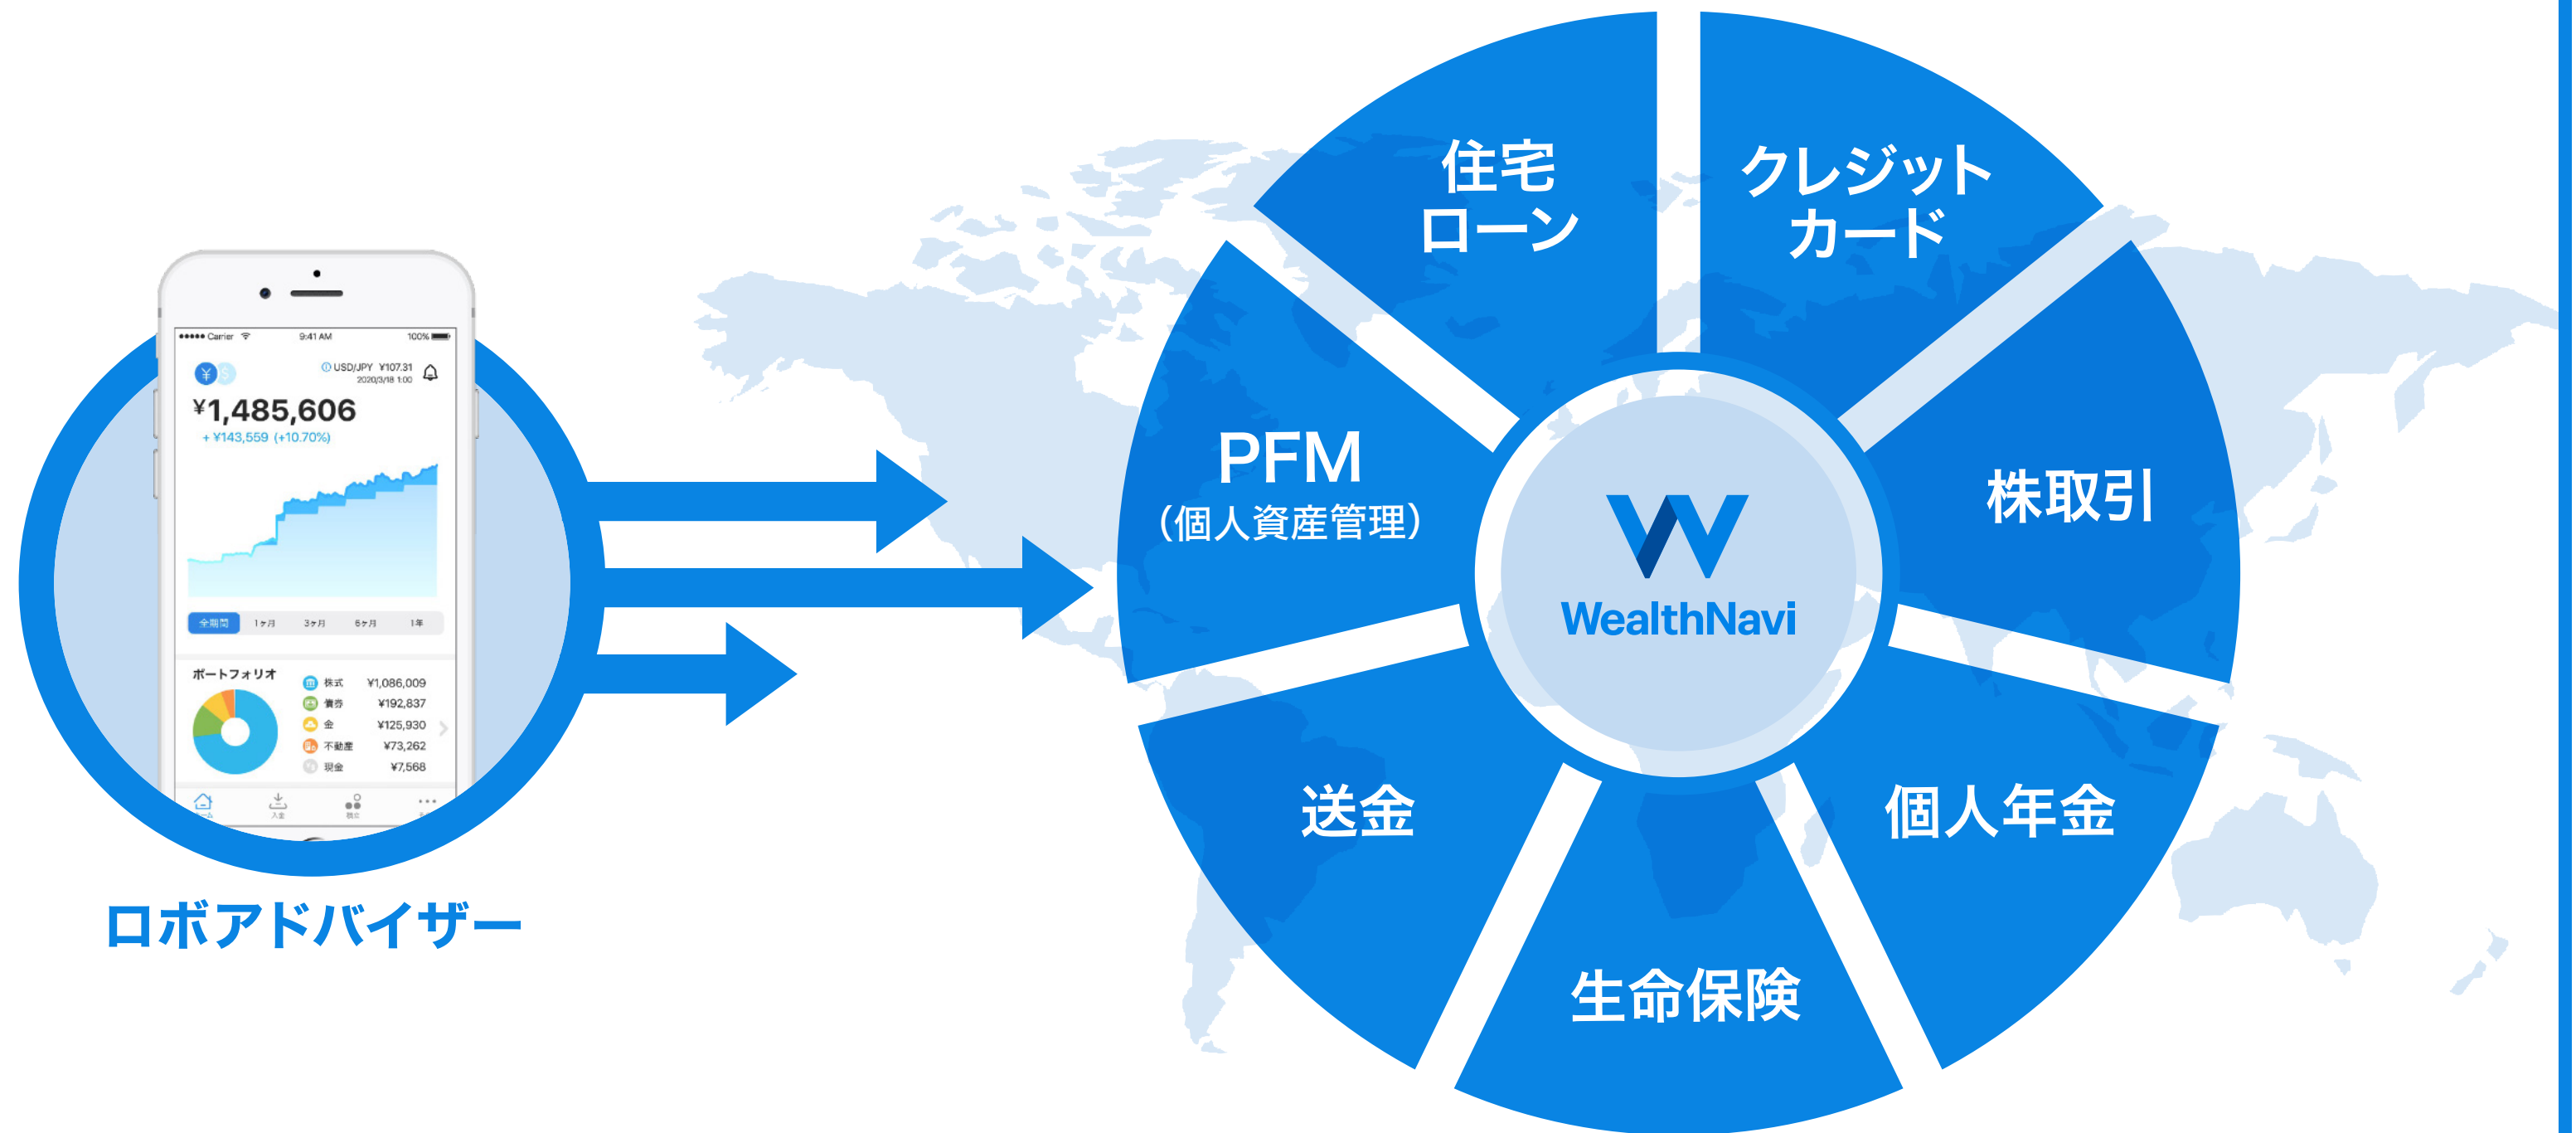 Carrier
9:41 AM
100%
USD/JPY ¥107.31
2020/3/18 1:00
¥1,485,606
+ ¥143,559 (+10.70%)
全期間
1ヶ月
3ヶ月
6ヶ月
1年
ポートフォリオ
株式 ¥1,086,009
債券 ¥192,837
金 ¥125,930
不動産 ¥73,262
現金 ¥7,568
入金
積立
ロボアドバイザー
住宅
ローン
クレジット
カード
PFM
(個人資産管理)
株取引
WealthNavi
送金
個人年金
生命保険